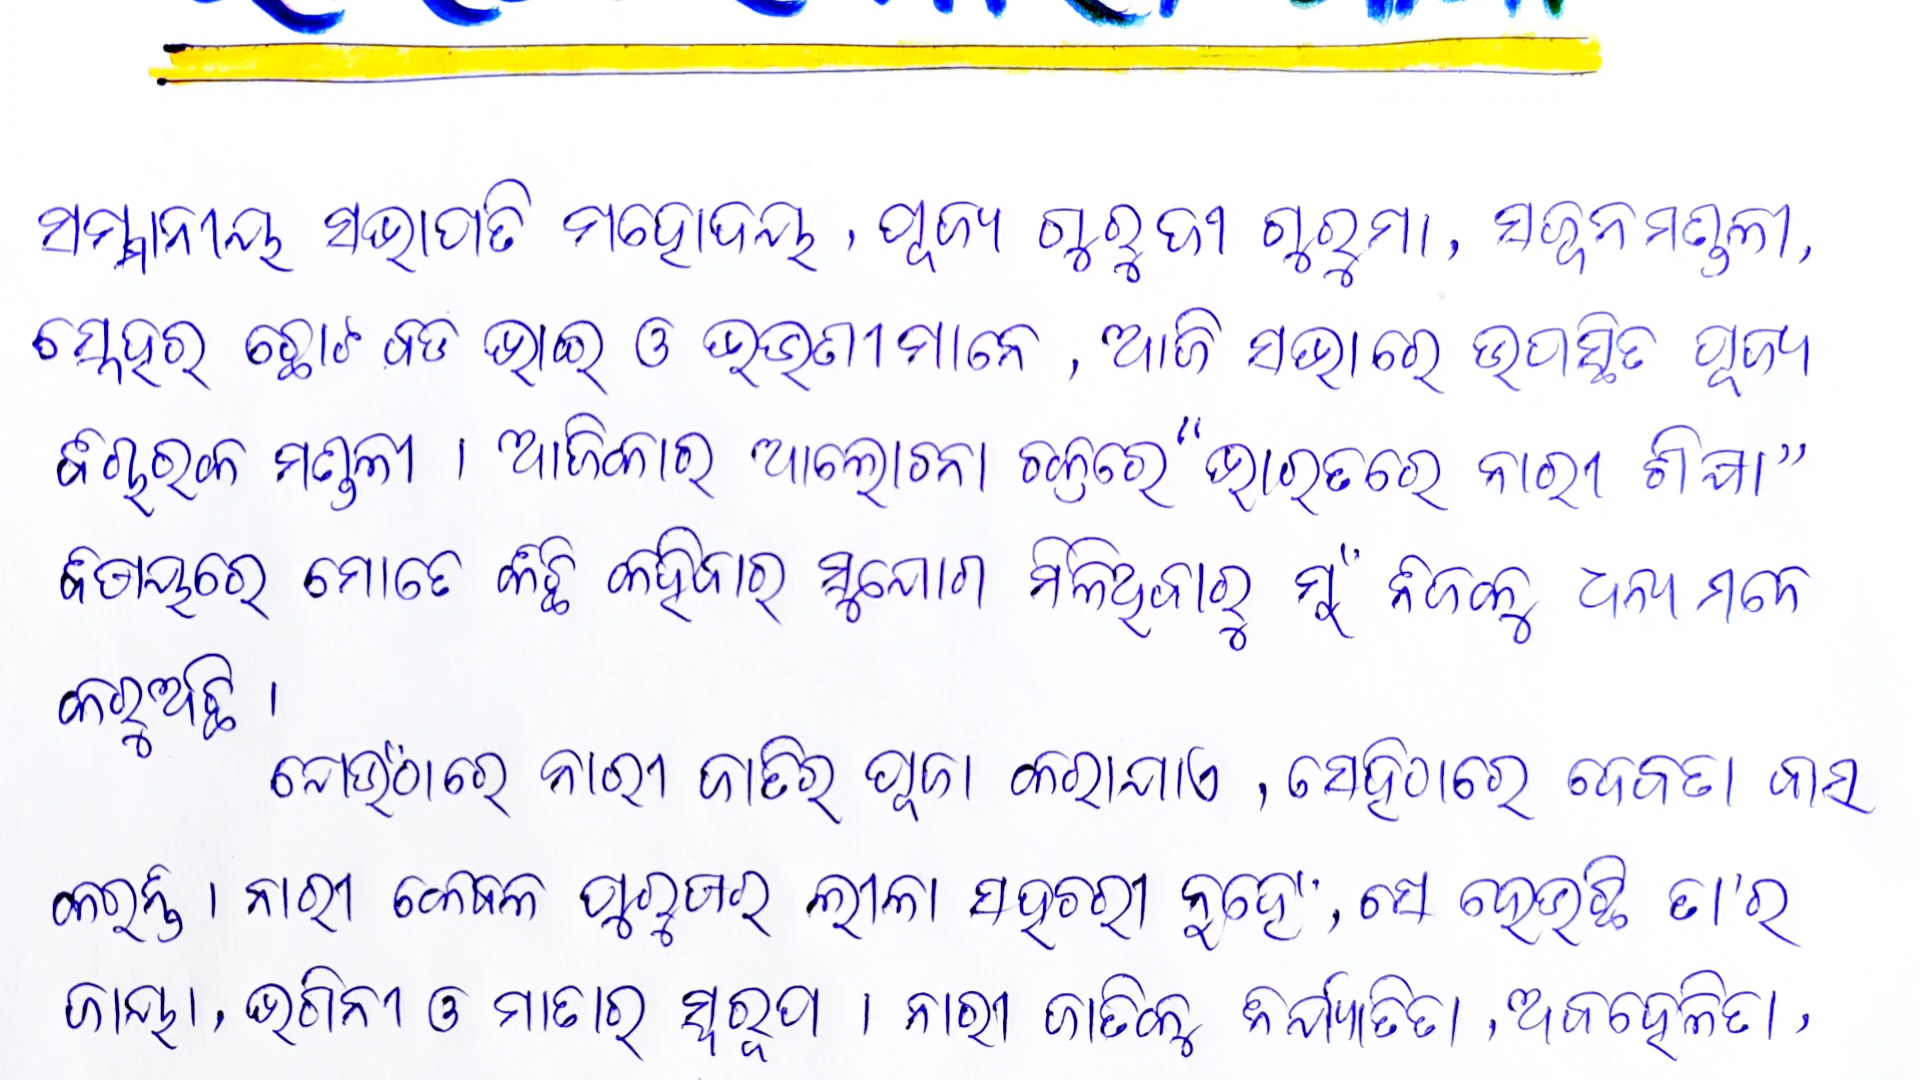 ସମ୍ମାନୀୟ ସଭାପତି ମହୋଦୟ, ପୂଜ୍ୟ ଗୁରୁଜୀ ଗୁରୁମା, ସଜ୍ଜନମଣ୍ଡଳୀ,
ସ୍ନେହର ଛୋଟ ବଡ ଭାଇ ଓ ଭଉଣୀମାନେ, ଆଜି ସଭାରେ ଉପସ୍ଥିତ ପୂଜ୍ୟ
ବିଚାରକ ମଣ୍ଡଳୀ । ଆଜିକାର ଆଲୋଚନା ଚକ୍ରରେ "ଭାରତରେ ନାରୀ ଶିକ୍ଷା"
ବିଷୟରେ ମୋତେ କିଛି କହିବାର ସୁଯୋଗ ମିଳିଥିବାରୁ ମୁଁ ନିଜକୁ ଧନ୍ୟ ମନେ
କରୁଅଛି ।
ଯେଉଁଠାରେ ନାରୀ ଜାତିର ପୂଜା କରାଯାଏ, ସେହିଠାରେ ଦେବତା ବାସ
କରନ୍ତି । ନାରୀ କେବଳ ପୁରୁଷର ଲୀଳା ସହଚରୀ ନୁହେଁ, ସେ ହେଉଛି ତା'ର
ଜାୟା, ଭଗିନୀ ଓ ମାତାର ସ୍ୱରୂପ । ନାରୀ ଜାତିକୁ ନିର୍ଯ୍ୟାତିତା, ଅବହେଳିତା,